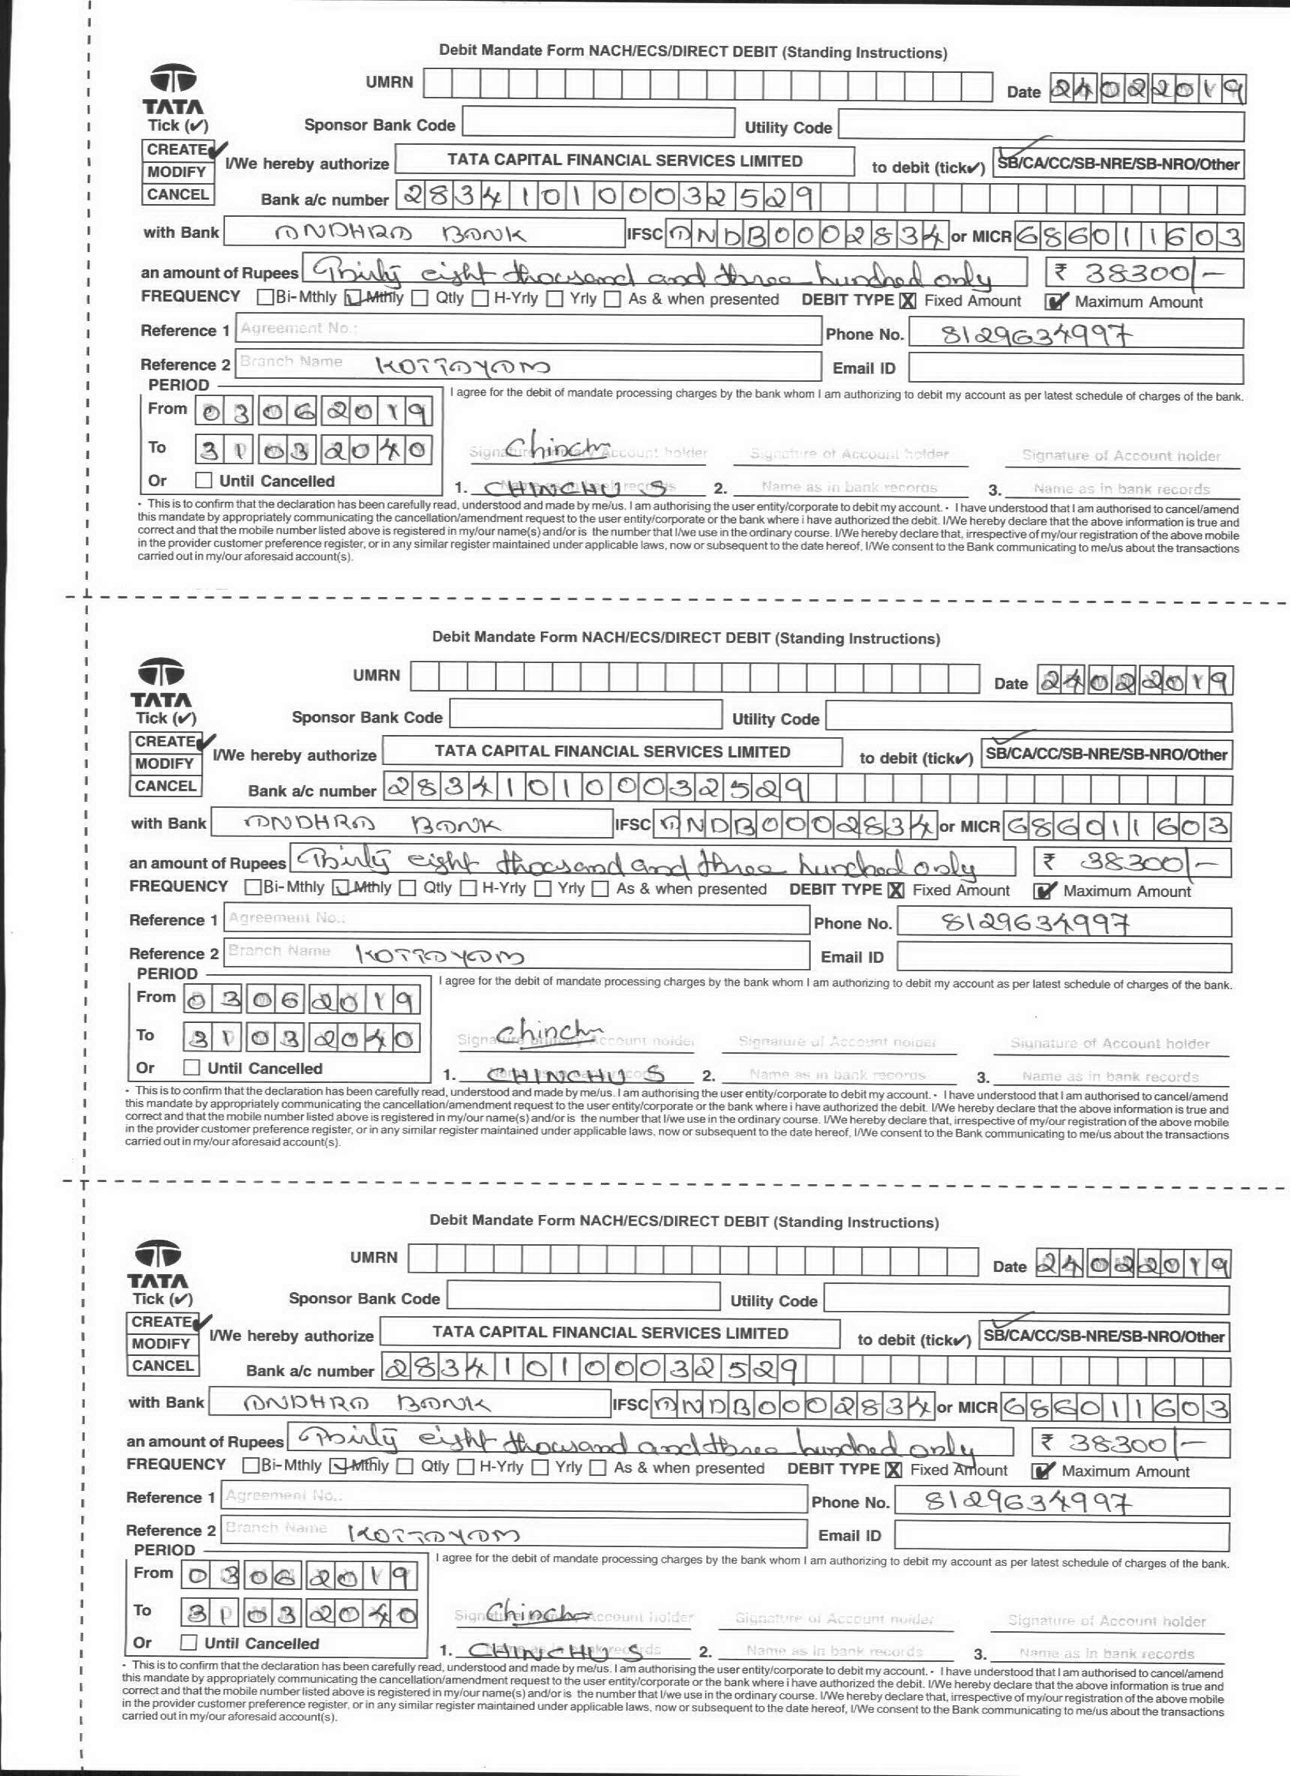 Debit Mandate Form NACH/ECS/DIRECT DEBIT (Standing Instructions)
UMRN Date 24022019
TATA
Tick (✓) Sponsor Bank Code Utility Code
CREATE✓ I/We hereby authorize TATA CAPITAL FINANCIAL SERVICES LIMITED to debit (tick✓) SB/CA/CC/SB-NRE/SB-NRO/Other
MODIFY
CANCEL Bank a/c number 283410100032529
with Bank ANDHRA BANK IFSC ANDB0002834 or MICR 686011603
an amount of Rupees Thirty eight thousand and three hundred only ₹ 38300/-
FREQUENCY Bi-Mthly ✓ Mthly Qtly H-Yrly Yrly As & when presented DEBIT TYPE X Fixed Amount ✓ Maximum Amount
Reference 1 Agreement No.: Phone No. 8129634997
Reference 2 Branch Name KOTTAYAM Email ID
PERIOD I agree for the debit of mandate processing charges by the bank whom I am authorizing to debit my account as per latest schedule of charges of the bank.
From 03062019
To 31032040 Chinchu Signature of Account holder Signature of Account holder
Or Until Cancelled 1. CHINCHU S 2. Name as in bank records 3. Name as in bank records
• This is to confirm that the declaration has been carefully read, understood and made by me/us. I am authorising the user entity/corporate to debit my account. • I have understood that I am authorised to cancel/amend
this mandate by appropriately communicating the cancellation/amendment request to the user entity/corporate or the bank where i have authorized the debit. I/We hereby declare that the above information is true and
correct and that the mobile number listed above is registered in my/our name(s) and/or is the number that I/we use in the ordinary course. I/We hereby declare that, irrespective of my/our registration of the above mobile
in the provider customer preference register, or in any similar register maintained under applicable laws, now or subsequent to the date hereof, I/We consent to the Bank communicating to me/us about the transactions
carried out in my/our aforesaid account(s).
Debit Mandate Form NACH/ECS/DIRECT DEBIT (Standing Instructions)
UMRN Date 24022019
TATA
Tick (✓) Sponsor Bank Code Utility Code
CREATE✓ I/We hereby authorize TATA CAPITAL FINANCIAL SERVICES LIMITED to debit (tick✓) SB/CA/CC/SB-NRE/SB-NRO/Other
MODIFY
CANCEL Bank a/c number 283410100032529
with Bank ANDHRA BANK IFSC ANDB0002834 or MICR 686011603
an amount of Rupees Thirty eight thousand and three hundred only ₹ 38300/-
FREQUENCY Bi-Mthly ✓ Mthly Qtly H-Yrly Yrly As & when presented DEBIT TYPE X Fixed Amount ✓ Maximum Amount
Reference 1 Agreement No.: Phone No. 8129634997
Reference 2 Branch Name KOTTAYAM Email ID
PERIOD I agree for the debit of mandate processing charges by the bank whom I am authorizing to debit my account as per latest schedule of charges of the bank.
From 03062019
To 31032040 Chinchu Signature of Account holder Signature of Account holder
Or Until Cancelled 1. CHINCHU S 2. Name as in bank records 3. Name as in bank records
• This is to confirm that the declaration has been carefully read, understood and made by me/us. I am authorising the user entity/corporate to debit my account. • I have understood that I am authorised to cancel/amend
this mandate by appropriately communicating the cancellation/amendment request to the user entity/corporate or the bank where i have authorized the debit. I/We hereby declare that the above information is true and
correct and that the mobile number listed above is registered in my/our name(s) and/or is the number that I/we use in the ordinary course. I/We hereby declare that, irrespective of my/our registration of the above mobile
in the provider customer preference register, or in any similar register maintained under applicable laws, now or subsequent to the date hereof, I/We consent to the Bank communicating to me/us about the transactions
carried out in my/our aforesaid account(s).
Debit Mandate Form NACH/ECS/DIRECT DEBIT (Standing Instructions)
UMRN Date 24022019
TATA
Tick (✓) Sponsor Bank Code Utility Code
CREATE✓ I/We hereby authorize TATA CAPITAL FINANCIAL SERVICES LIMITED to debit (tick✓) SB/CA/CC/SB-NRE/SB-NRO/Other
MODIFY
CANCEL Bank a/c number 283410100032529
with Bank ANDHRA BANK IFSC ANDB0002834 or MICR 686011603
an amount of Rupees Thirty eight thousand and three hundred only ₹ 38300/-
FREQUENCY Bi-Mthly ✓ Mthly Qtly H-Yrly Yrly As & when presented DEBIT TYPE X Fixed Amount ✓ Maximum Amount
Reference 1 Agreement No.: Phone No. 8129634997
Reference 2 Branch Name KOTTAYAM Email ID
PERIOD I agree for the debit of mandate processing charges by the bank whom I am authorizing to debit my account as per latest schedule of charges of the bank.
From 03062019
To 31032040 Chinchu Signature of Account holder Signature of Account holder
Or Until Cancelled 1. CHINCHU S 2. Name as in bank records 3. Name as in bank records
• This is to confirm that the declaration has been carefully read, understood and made by me/us. I am authorising the user entity/corporate to debit my account. • I have understood that I am authorised to cancel/amend
this mandate by appropriately communicating the cancellation/amendment request to the user entity/corporate or the bank where i have authorized the debit. I/We hereby declare that the above information is true and
correct and that the mobile number listed above is registered in my/our name(s) and/or is the number that I/we use in the ordinary course. I/We hereby declare that, irrespective of my/our registration of the above mobile
in the provider customer preference register, or in any similar register maintained under applicable laws, now or subsequent to the date hereof, I/We consent to the Bank communicating to me/us about the transactions
carried out in my/our aforesaid account(s).